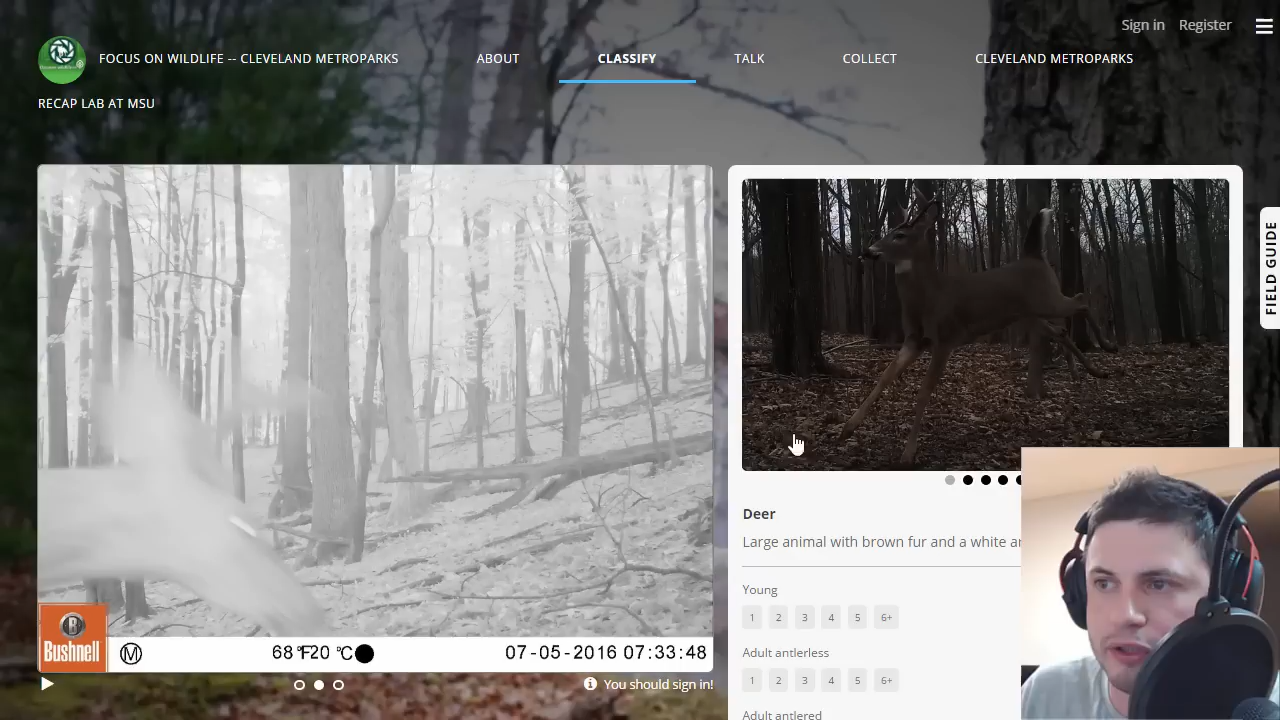 Sign in Register
FOCUS ON WILDLIFE -- CLEVELAND METROPARKS ABOUT CLASSIFY TALK COLLECT CLEVELAND METROPARKS
RECAP LAB AT MSU
FIELD GUIDE
Deer
Large animal with brown fur and a white
Young
1 2 3 4 5 6+
Adult antlerless
1 2 3 4 5 6+
Adult antlered
B
Bushnell
M 68°F20 °C 07-05-2016 07:33:48
You should sign in!